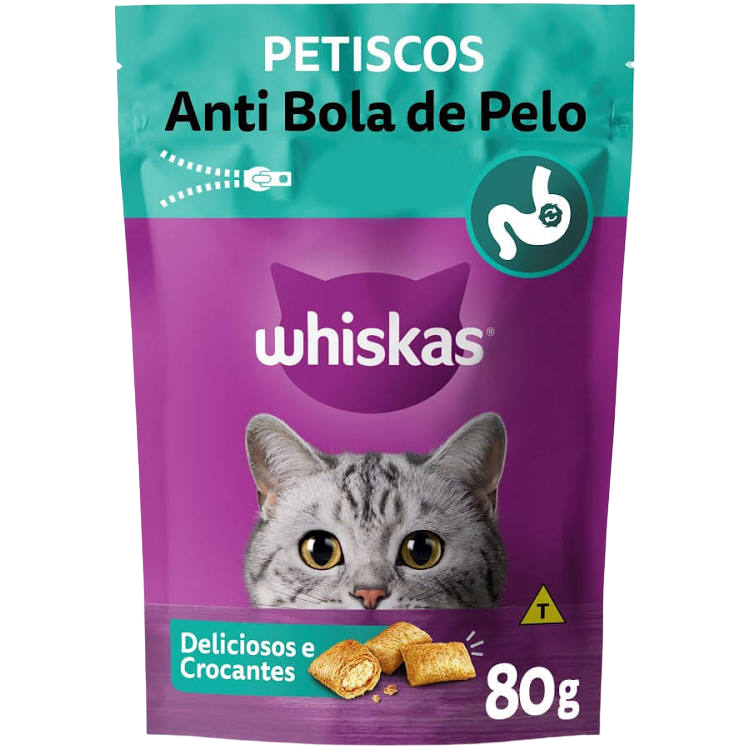 PETISCOS
Anti Bola de Pelo
whiskas®
T
Deliciosos e
Crocantes
80g